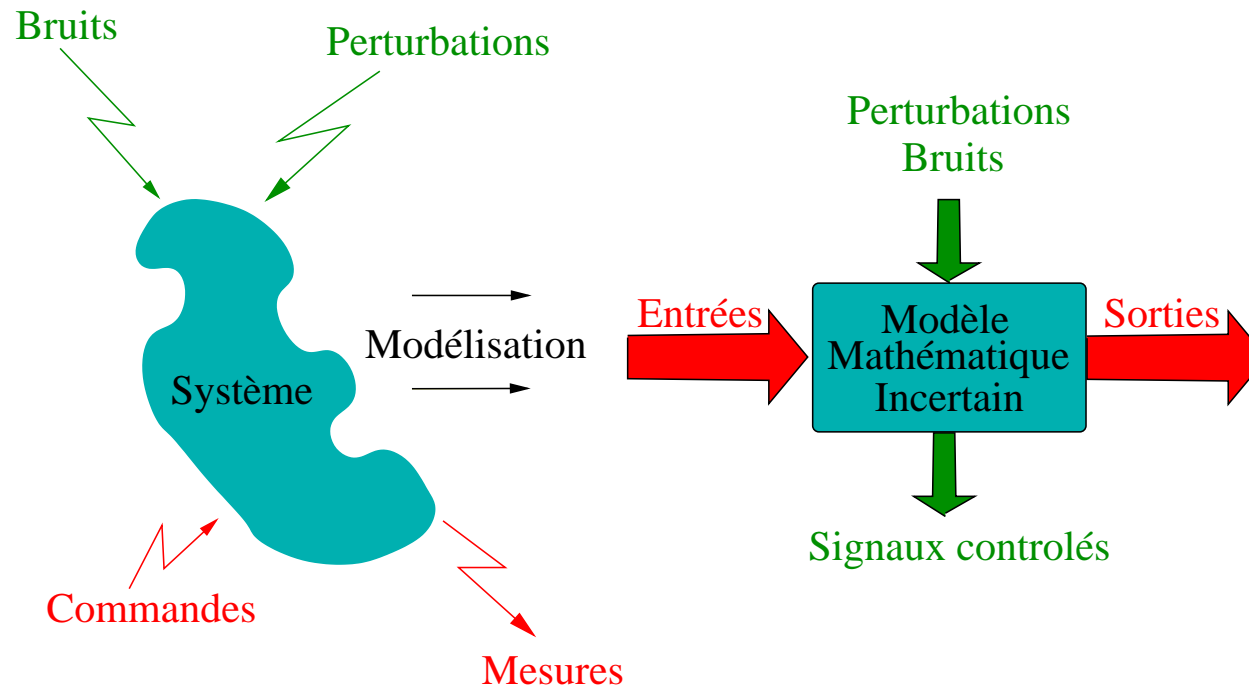 Bruits
Perturbations
Système
Commandes
Mesures
Modélisation
Perturbations
Bruits
Entrées
Modèle
Mathématique
Incertain
Sorties
Signaux controlés